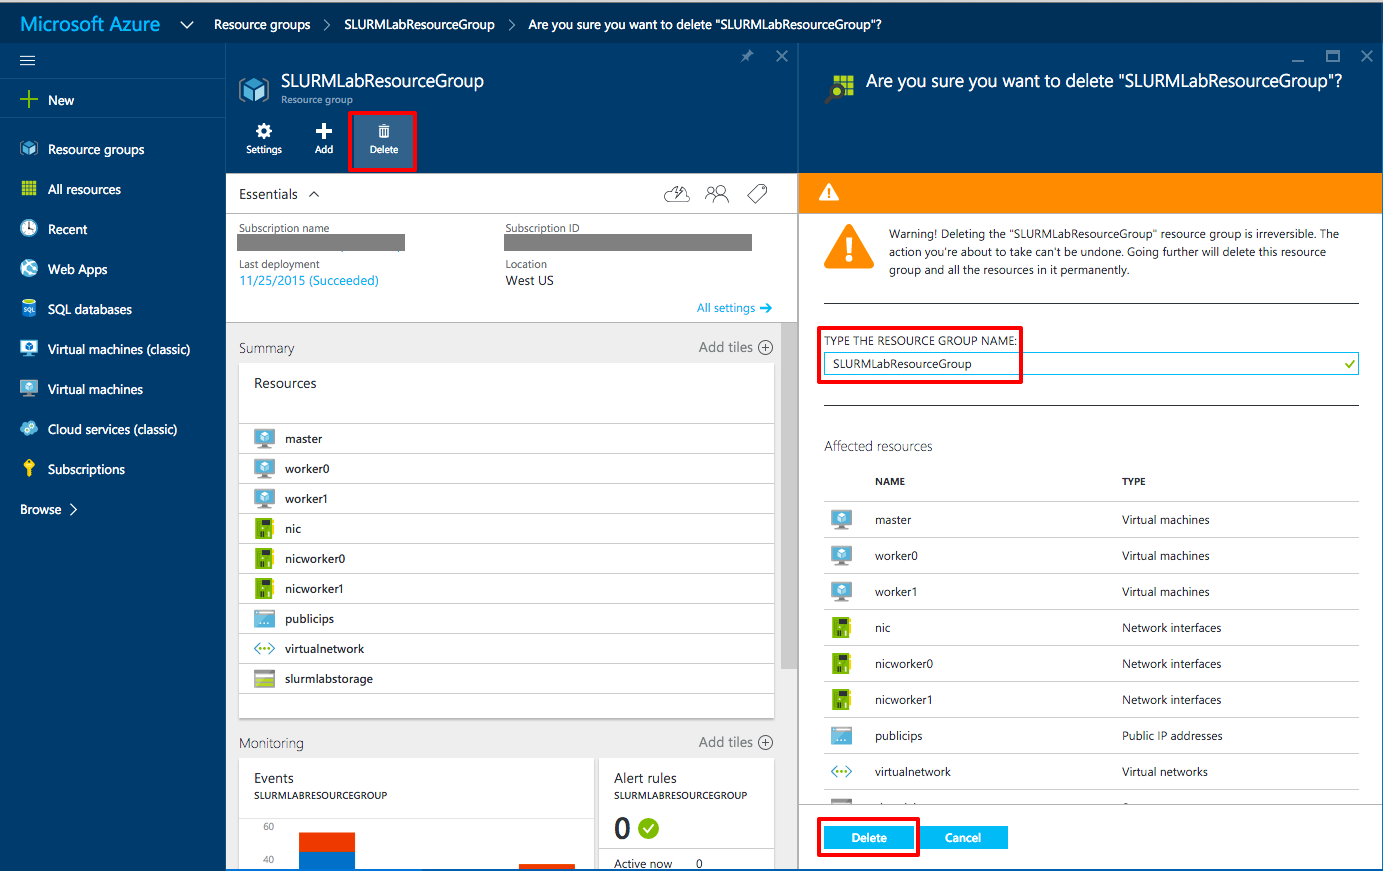 Microsoft Azure
Resource groups > SLURMLabResourceGroup > Are you sure you want to delete "SLURMLabResourceGroup"?
New
Resource groups
All resources
Recent
Web Apps
SQL databases
Virtual machines (classic)
Virtual machines
Cloud services (classic)
Subscriptions
Browse >
SLURMLabResourceGroup
Resource group
Settings Add Delete
Essentials
Subscription name Subscription ID
Last deployment Location
11/25/2015 (Succeeded) West US
All settings →
Summary Add tiles
Resources
master
worker0
worker1
nic
nicworker0
nicworker1
publicips
virtualnetwork
slurmlabstorage
Monitoring Add tiles
Events
SLURMLABRESOURCEGROUP
60
40
Alert rules
SLURMLABRESOURCEGROUP
0
Active now 0
Are you sure you want to delete "SLURMLabResourceGroup"?
Warning! Deleting the "SLURMLabResourceGroup" resource group is irreversible. The
action you're about to take can't be undone. Going further will delete this resource
group and all the resources in it permanently.
TYPE THE RESOURCE GROUP NAME:
SLURMLabResourceGroup
Affected resources
NAME TYPE
master Virtual machines
worker0 Virtual machines
worker1 Virtual machines
nic Network interfaces
nicworker0 Network interfaces
nicworker1 Network interfaces
publicips Public IP addresses
virtualnetwork Virtual networks
Delete Cancel